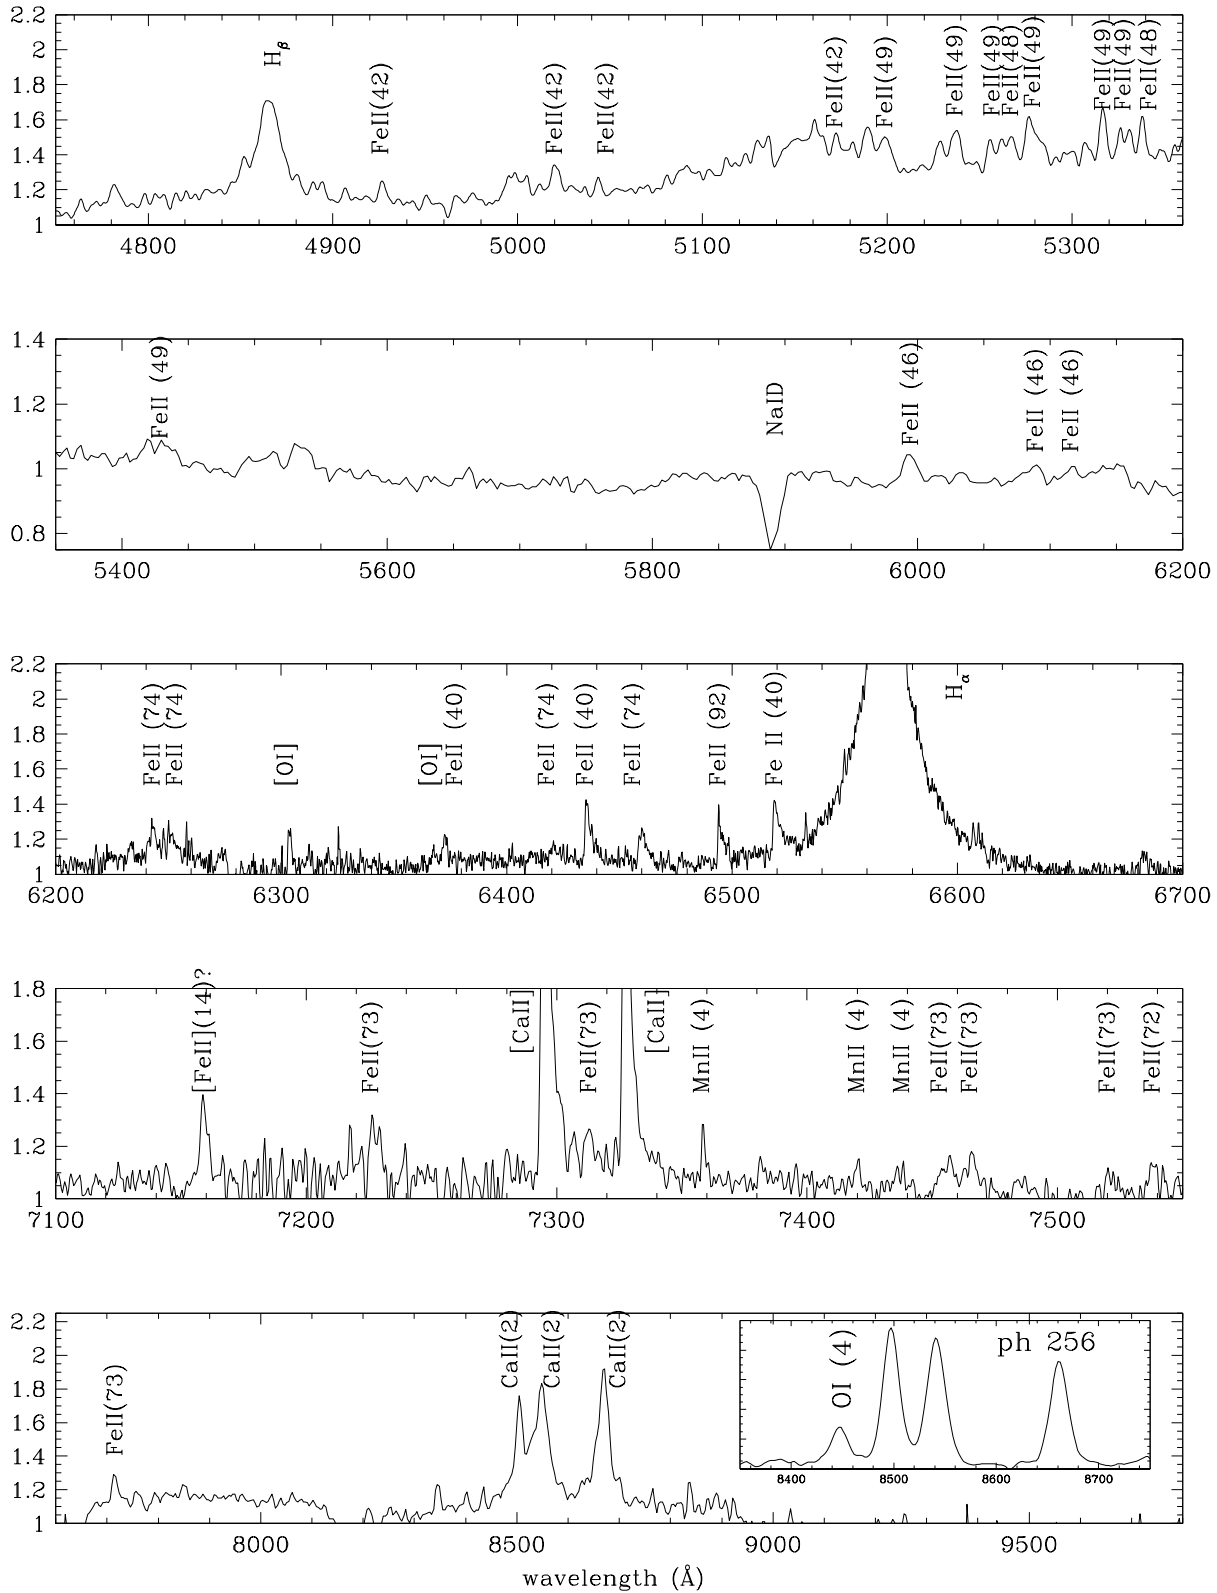 2.2
2
1.8
1.6
1.4
1.2
1
Hβ
FeII(42)
FeII(42)
FeII(42)
FeII(42)
FeII(49)
FeII(49)
FeII(49)
FeII(48)
FeII(49)
FeII(49)
FeII(49)
FeII(48)
4800 4900 5000 5100 5200 5300
1.4
1.2
1
0.8
FeII (49)
NaID
FeII (46)
FeII (46)
FeII (46)
5400 5600 5800 6000 6200
2.2
2
1.8
1.6
1.4
1.2
1
FeII (74)
FeII (74)
[OI]
[OI]
FeII (40)
FeII (74)
FeII (40)
FeII (74)
FeII (92)
Fe II (40)
Hα
6200 6300 6400 6500 6600 6700
1.8
1.6
1.4
1.2
1
[FeII](14)?
FeII(73)
[CaII]
FeII(73)
[CaII]
MnII (4)
MnII (4)
MnII (4)
FeII(73)
FeII(73)
FeII(73)
FeII(72)
7100 7200 7300 7400 7500
2.2
2
1.8
1.6
1.4
1.2
1
FeII(73)
CaII(2)
CaII(2)
CaII(2)
OI (4)
ph 256
8400 8500 8600 8700
8000 8500 9000 9500
wavelength (Å)